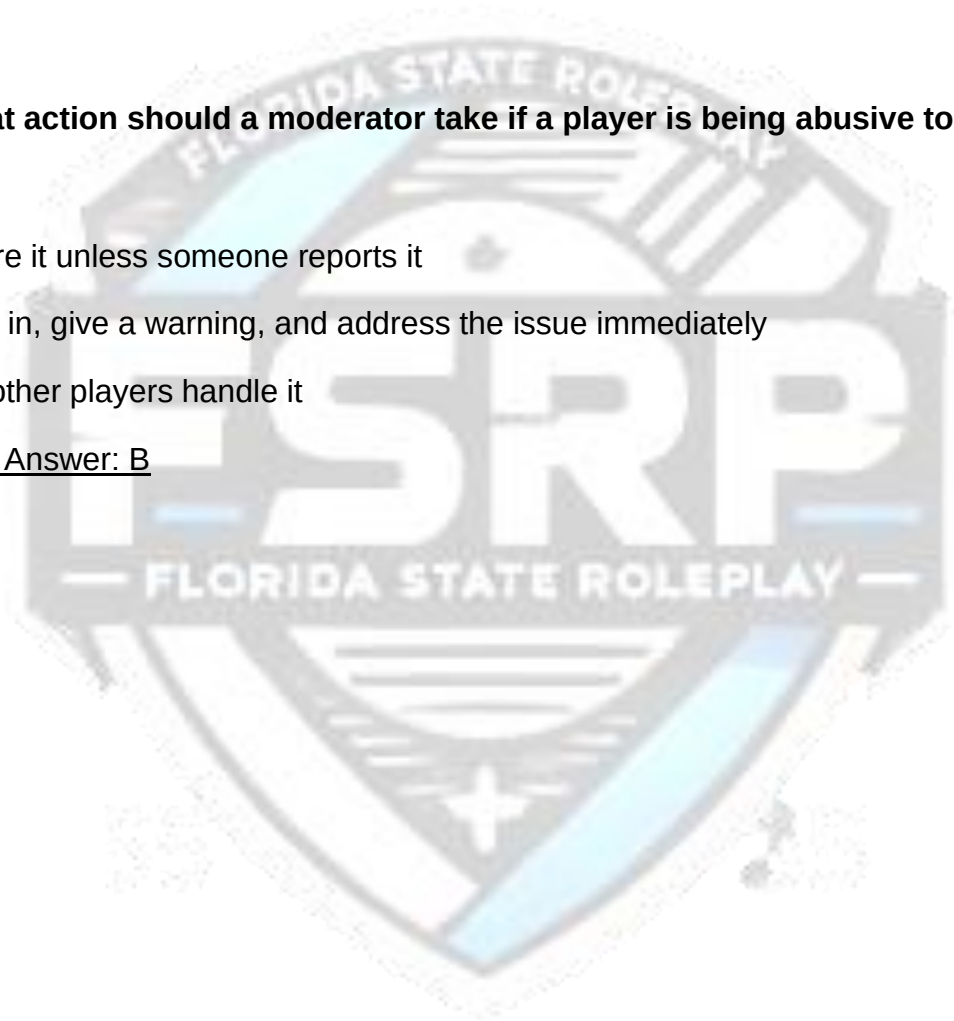 FLORIDA STATE ROLEPLAY
at action should a moderator take if a player is being abusive to
re it unless someone reports it
in, give a warning, and address the issue immediately
other players handle it
Answer: B
FSRP
FLORIDA STATE ROLEPLAY